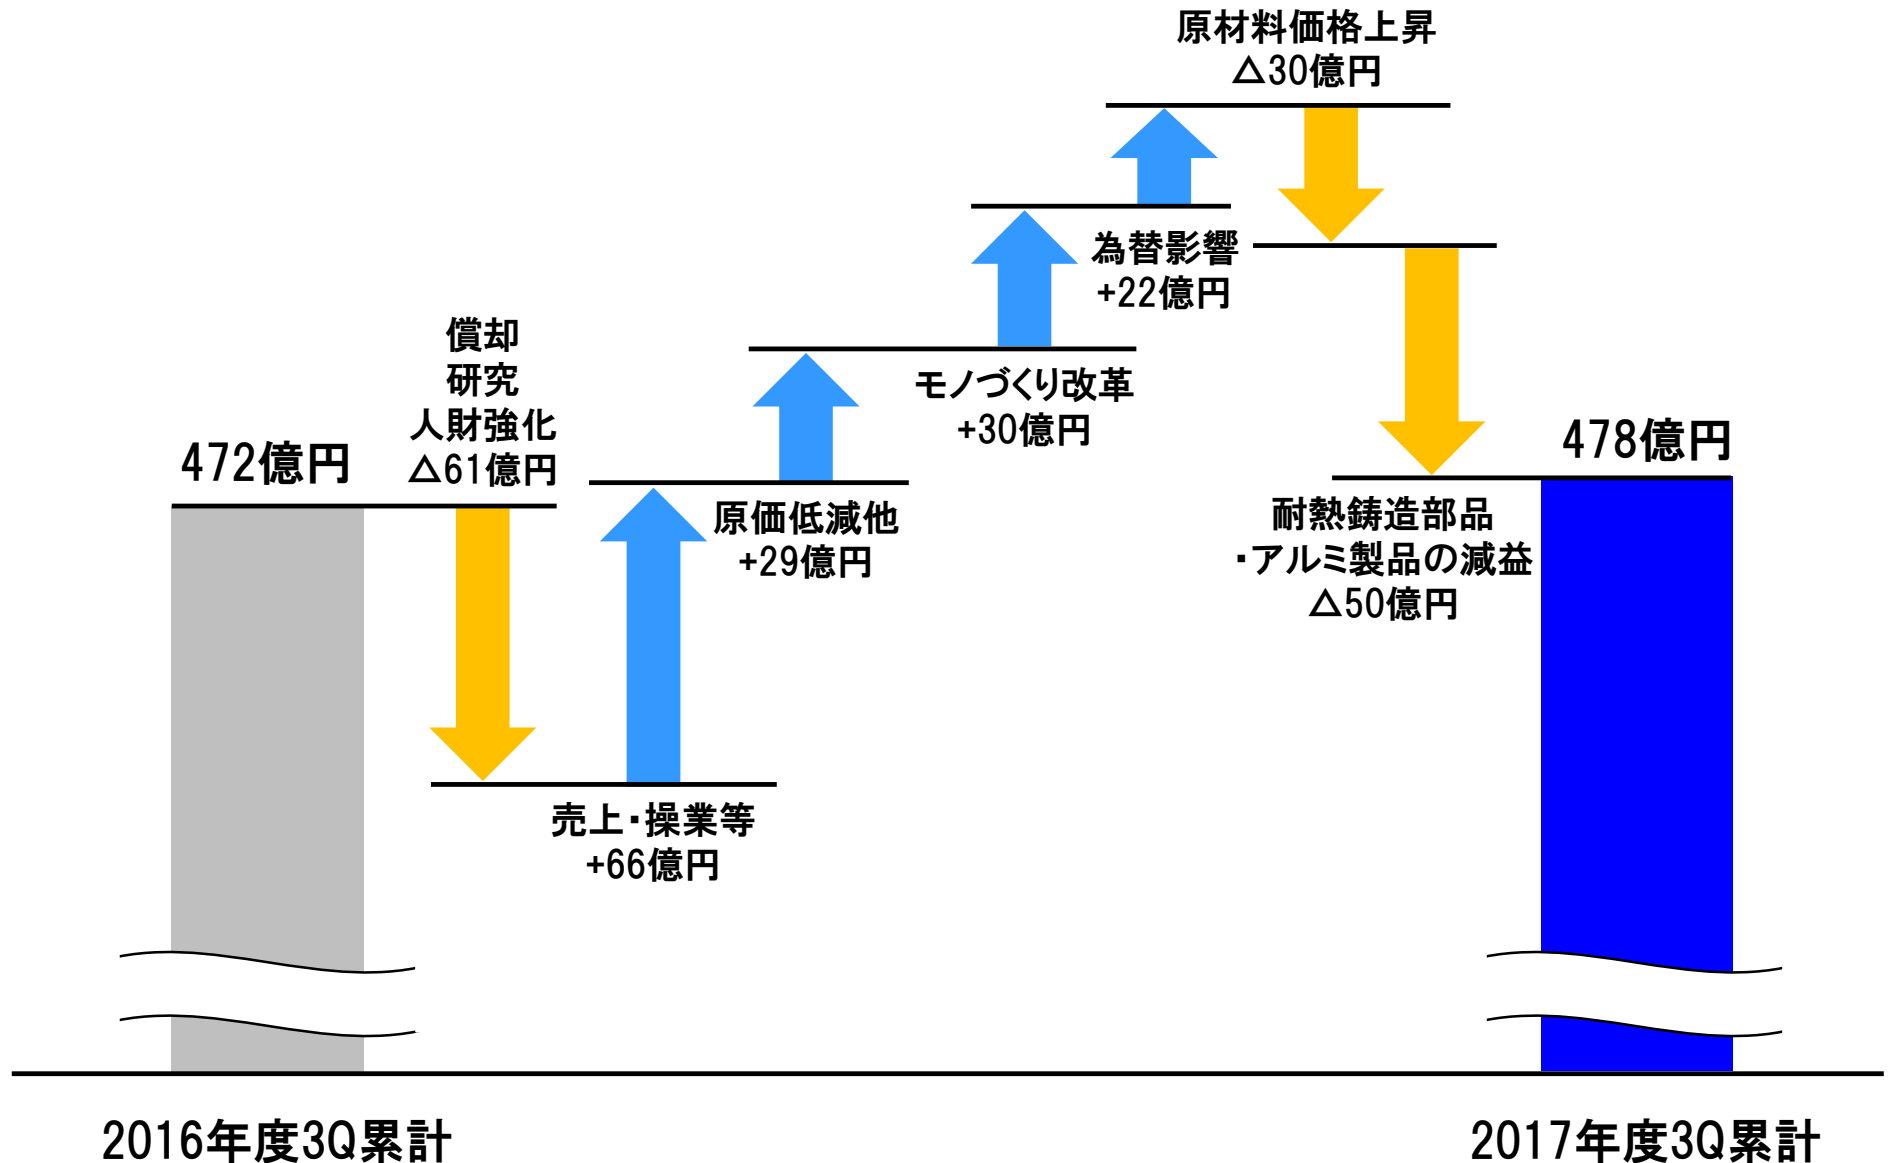 原材料価格上昇
△30億円
為替影響
+22億円
償却
研究
人財強化
△61億円
モノづくり改革
+30億円
472億円
478億円
原価低減他
+29億円
耐熱鋳造部品
・アルミ製品の減益
△50億円
売上・操業等
+66億円
2016年度3Q累計
2017年度3Q累計